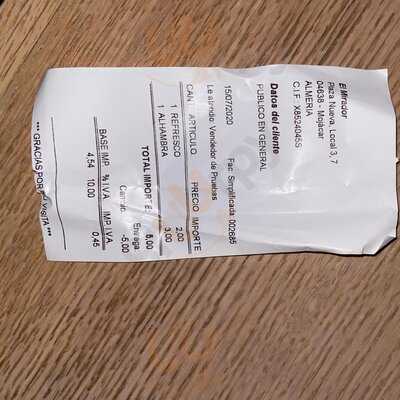 El Mirador
Plaza Nueva, Local 3, 7
04638 - Mojácar
ALMERIA
C.I.F.: X8524045S
Datos del cliente
PUBLICO EN GENERAL
Fac. Simplificada 002685
15/07/2020
Le atendio: Vendedor de Pruebas
CANT. ARTICULO PRECIO IMPORTE
1 REFRESCO 2,00
1 ALHAMBRA 3,00
TOTAL IMPORTE: 5,00
Entrega
Cambio: -5,00
BASE IMP. % IVA IMP.IVA
4,54 10,00 0,45
*** GRACIAS POR SU VISITA ***